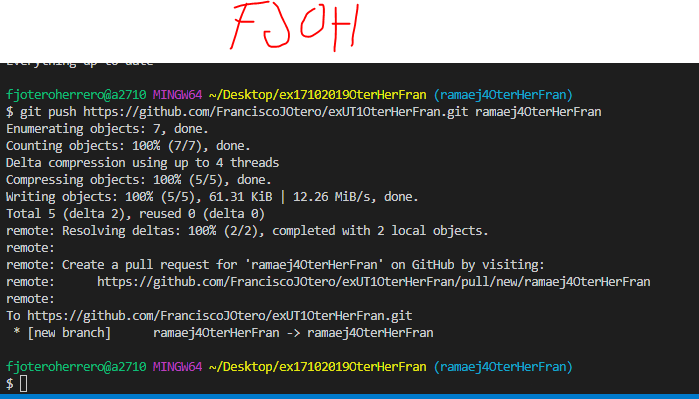 FJOH
Everything up-to-date
fjoteroherrero@a2710 MINGW64 ~/Desktop/ex17102019OterHerFran (ramaej4OterHerFran)
$ git push https://github.com/FranciscoJOtero/exUT1OterHerFran.git ramaej4OterHerFran
Enumerating objects: 7, done.
Counting objects: 100% (7/7), done.
Delta compression using up to 4 threads
Compressing objects: 100% (5/5), done.
Writing objects: 100% (5/5), 61.31 KiB | 12.26 MiB/s, done.
Total 5 (delta 2), reused 0 (delta 0)
remote: Resolving deltas: 100% (2/2), completed with 2 local objects.
remote:
remote: Create a pull request for 'ramaej4OterHerFran' on GitHub by visiting:
remote:      https://github.com/FranciscoJOtero/exUT1OterHerFran/pull/new/ramaej4OterHerFran
remote:
To https://github.com/FranciscoJOtero/exUT1OterHerFran.git
 * [new branch]      ramaej4OterHerFran -> ramaej4OterHerFran
fjoteroherrero@a2710 MINGW64 ~/Desktop/ex17102019OterHerFran (ramaej4OterHerFran)
$